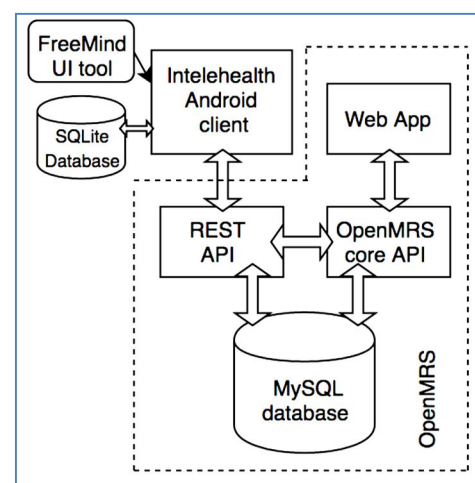 FreeMind
UI tool
Intelehealth
Android
client
SQLite
Database
Web App
REST
API
OpenMRS
core API
MySQL
database
OpenMRS